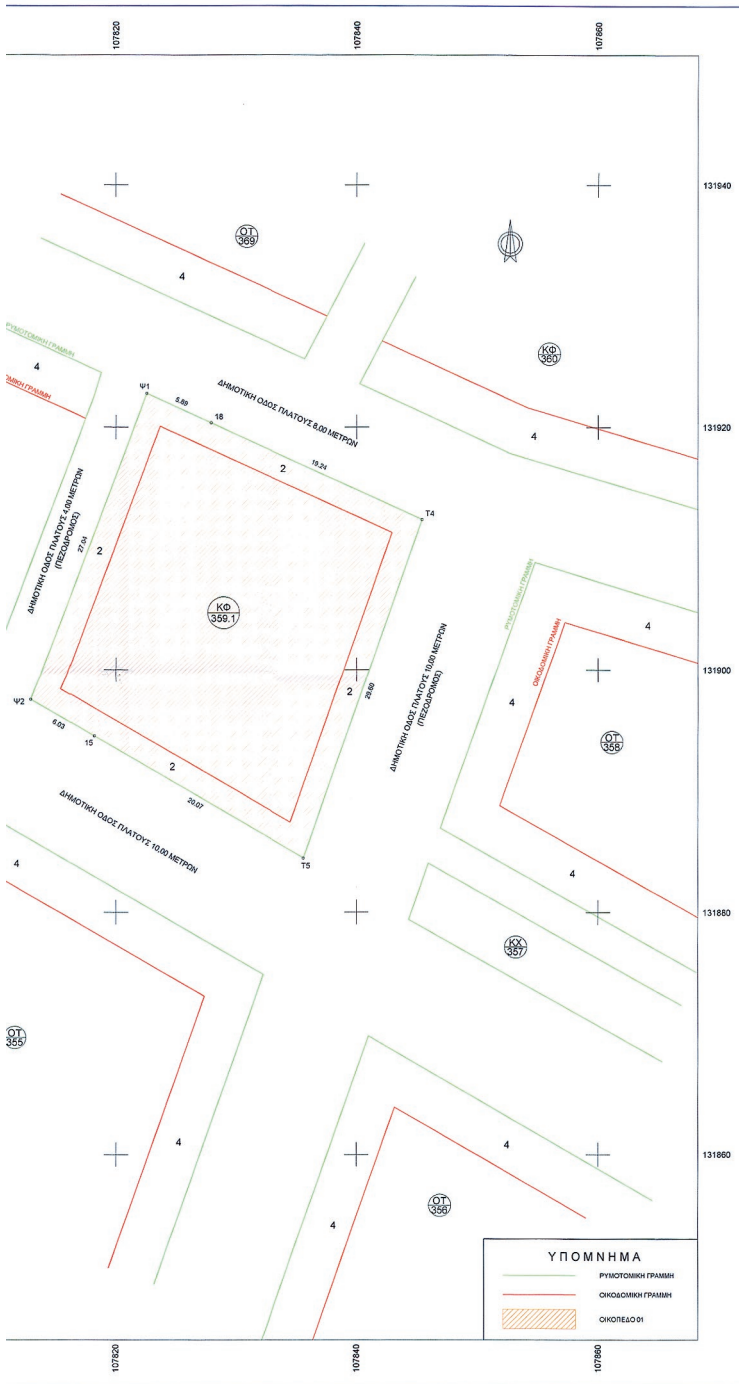 107820
107840
107860
131940
ΟΤ
369
4
ΚΦ
360
ΡΥΜΟΤΟΜΙΚΗ ΓΡΑΜΜΗ
4
ΟΜΙΚΗ ΓΡΑΜΜΗ
Ψ1
5.89
18
ΔΗΜΟΤΙΚΗ ΟΔΟΣ ΠΛΑΤΟΥΣ 8,00 ΜΕΤΡΩΝ
19.24
2
4
131920
Τ4
ΔΗΜΟΤΙΚΗ ΟΔΟΣ ΠΛΑΤΟΥΣ 4,00 ΜΕΤΡΩΝ
(ΠΕΖΟΔΡΟΜΟΣ)
27.04
2
ΚΦ
359.1
ΡΥΜΟΤΟΜΙΚΗ ΓΡΑΜΜΗ
ΟΙΚΟΔΟΜΙΚΗ ΓΡΑΜΜΗ
4
ΔΗΜΟΤΙΚΗ ΟΔΟΣ ΠΛΑΤΟΥΣ 10,00 ΜΕΤΡΩΝ
(ΠΕΖΟΔΡΟΜΟΣ)
131900
2
29.60
4
Ψ2
6.03
15
ΟΤ
358
2
20.07
ΔΗΜΟΤΙΚΗ ΟΔΟΣ ΠΛΑΤΟΥΣ 10,00 ΜΕΤΡΩΝ
Τ5
4
4
131880
ΚΧ
357
ΟΤ
355
4
4
131860
ΟΤ
356
4
ΥΠΟΜΝΗΜΑ
ΡΥΜΟΤΟΜΙΚΗ ΓΡΑΜΜΗ
ΟΙΚΟΔΟΜΙΚΗ ΓΡΑΜΜΗ
ΟΙΚΟΠΕΔΟ 01
107820
107840
107860